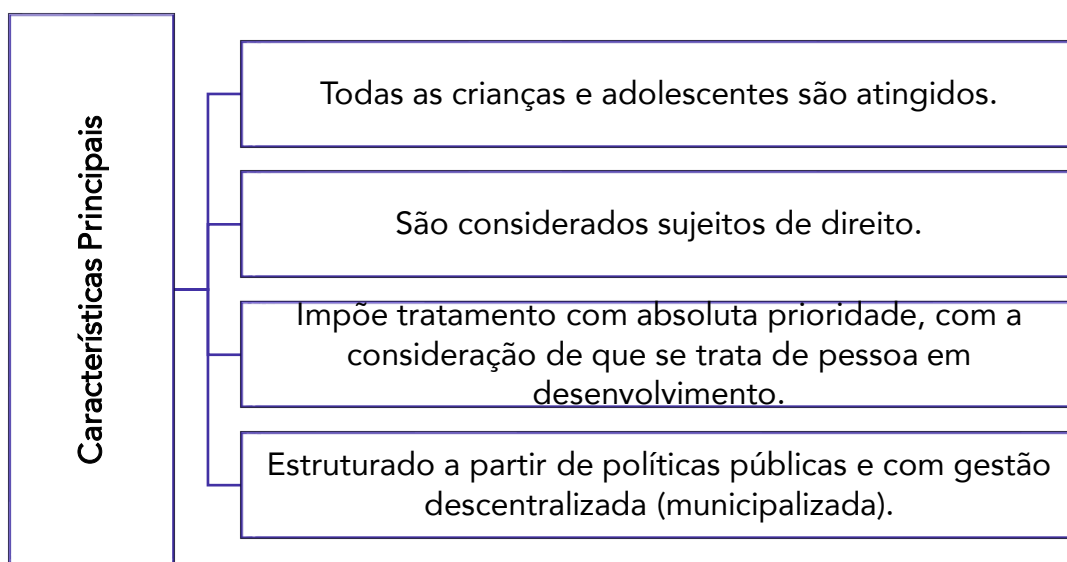 Características Principais
Todas as crianças e adolescentes são atingidos.
São considerados sujeitos de direito.
Impõe tratamento com absoluta prioridade, com a
consideração de que se trata de pessoa em
desenvolvimento.
Estruturado a partir de políticas públicas e com gestão
descentralizada (municipalizada).